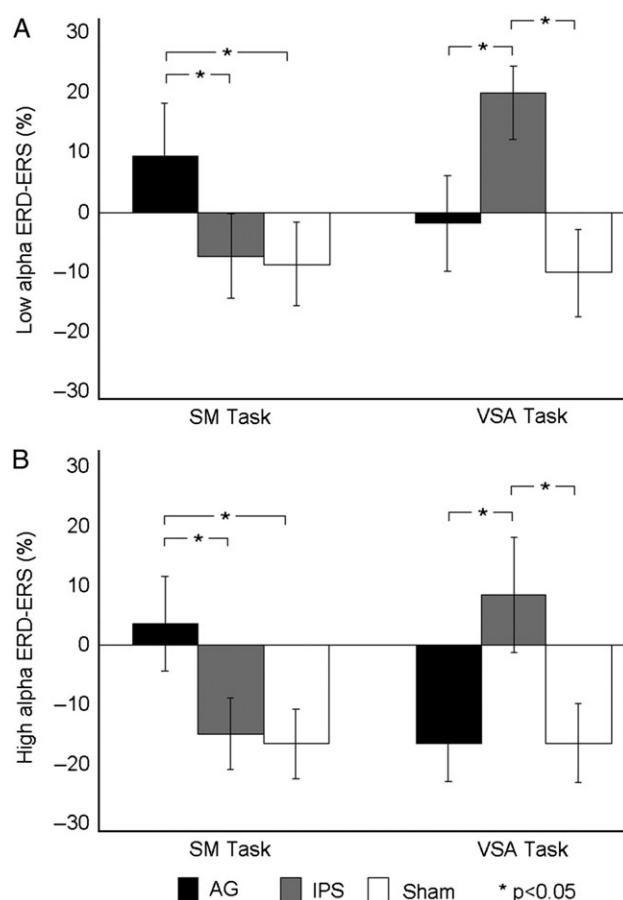 A
30
20
10
0
–10
–20
–30
Low alpha ERD-ERS (%)
*
*
*
*
SM Task
VSA Task
B
30
20
10
0
–10
–20
–30
High alpha ERD-ERS (%)
*
*
*
*
SM Task
VSA Task
AG
IPS
Sham
* p<0.05